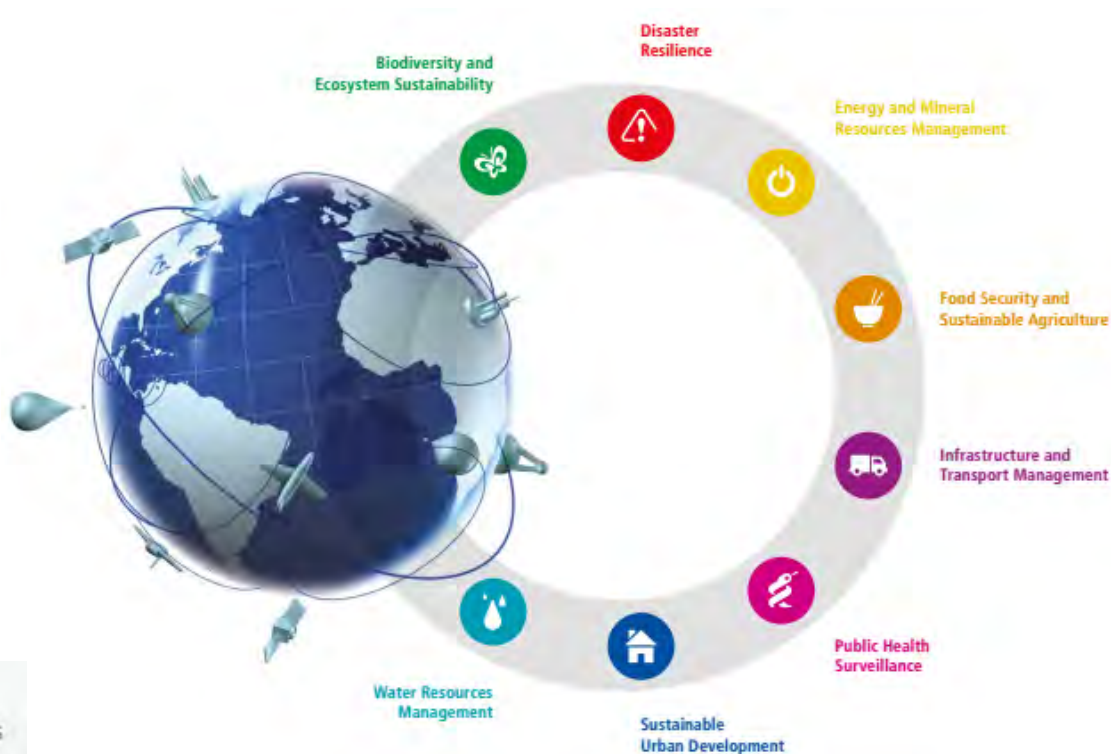 Disaster
Resilience
Biodiversity and
Ecosystem Sustainability
Energy and Mineral
Resources Management
Food Security and
Sustainable Agriculture
Infrastructure and
Transport Management
Public Health
Surveillance
Water Resources
Management
Sustainable
Urban Development